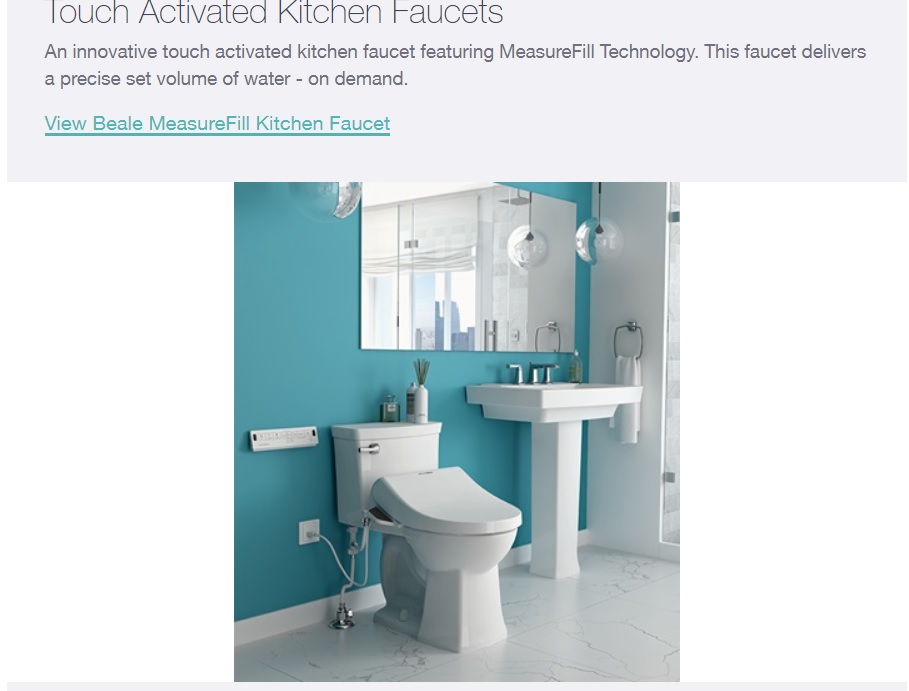 Touch Activated Kitchen Faucets
An innovative touch activated kitchen faucet featuring MeasureFill Technology. This faucet delivers
a precise set volume of water - on demand.
View Beale MeasureFill Kitchen Faucet